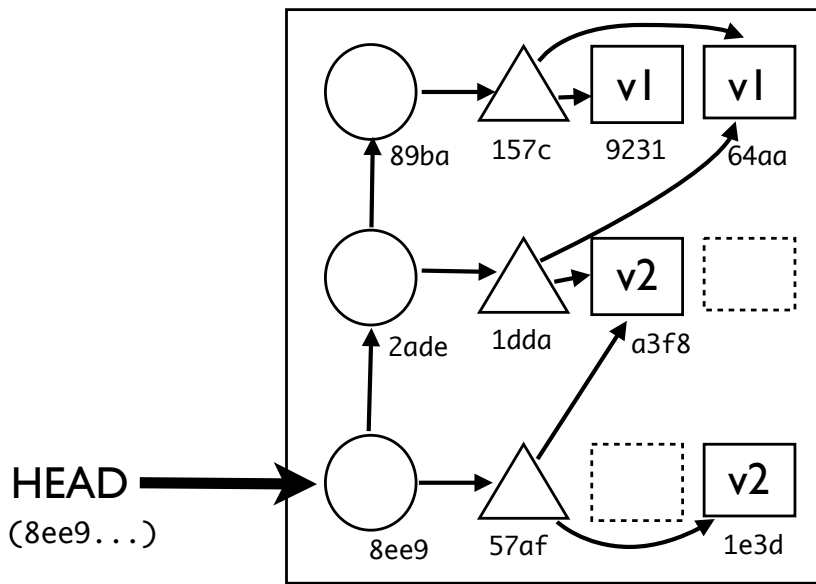 v1
v1
89ba
157c
9231
64aa
v2
2ade
1dda
a3f8
HEAD
(8ee9...)
v2
8ee9
57af
1e3d